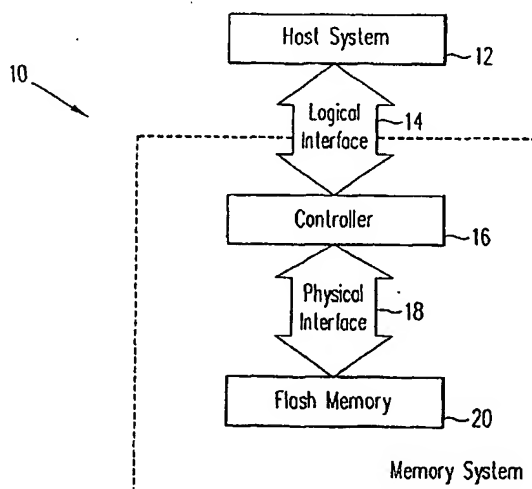 Host System
12
10
Logical
Interface
14
Controller
16
Physical
Interface
18
Flash Memory
20
Memory System